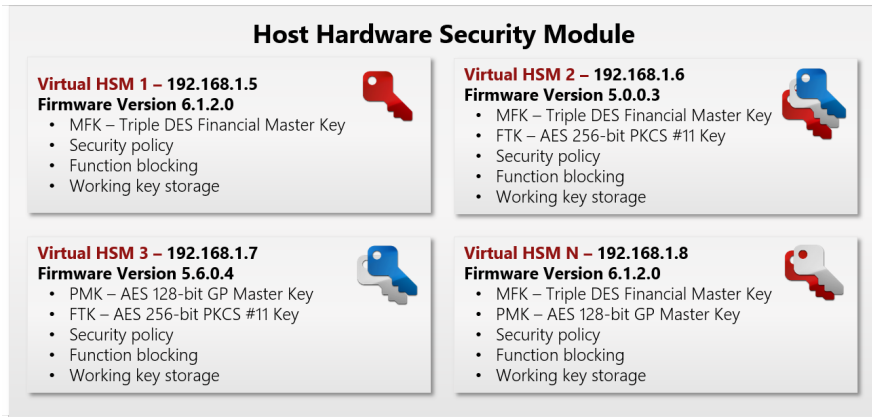 Host Hardware Security Module
Virtual HSM 1 – 192.168.1.5
Firmware Version 6.1.2.0
• MFK – Triple DES Financial Master Key
• Security policy
• Function blocking
• Working key storage
Virtual HSM 2 – 192.168.1.6
Firmware Version 5.0.0.3
• MFK – Triple DES Financial Master Key
• FTK – AES 256-bit PKCS #11 Key
• Security policy
• Function blocking
• Working key storage
Virtual HSM 3 – 192.168.1.7
Firmware Version 5.6.0.4
• PMK – AES 128-bit GP Master Key
• FTK – AES 256-bit PKCS #11 Key
• Security policy
• Function blocking
• Working key storage
Virtual HSM N – 192.168.1.8
Firmware Version 6.1.2.0
• MFK – Triple DES Financial Master Key
• PMK – AES 128-bit GP Master Key
• Security policy
• Function blocking
• Working key storage